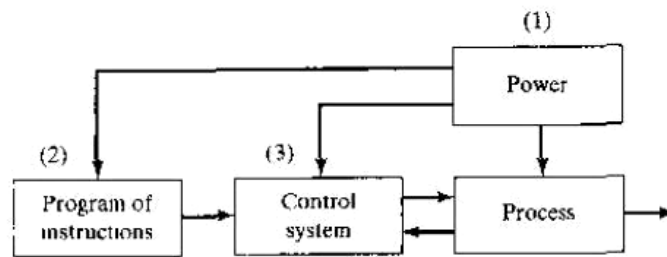 (1)
Power
(2)
(3)
Program of
instructions
Control
system
Process